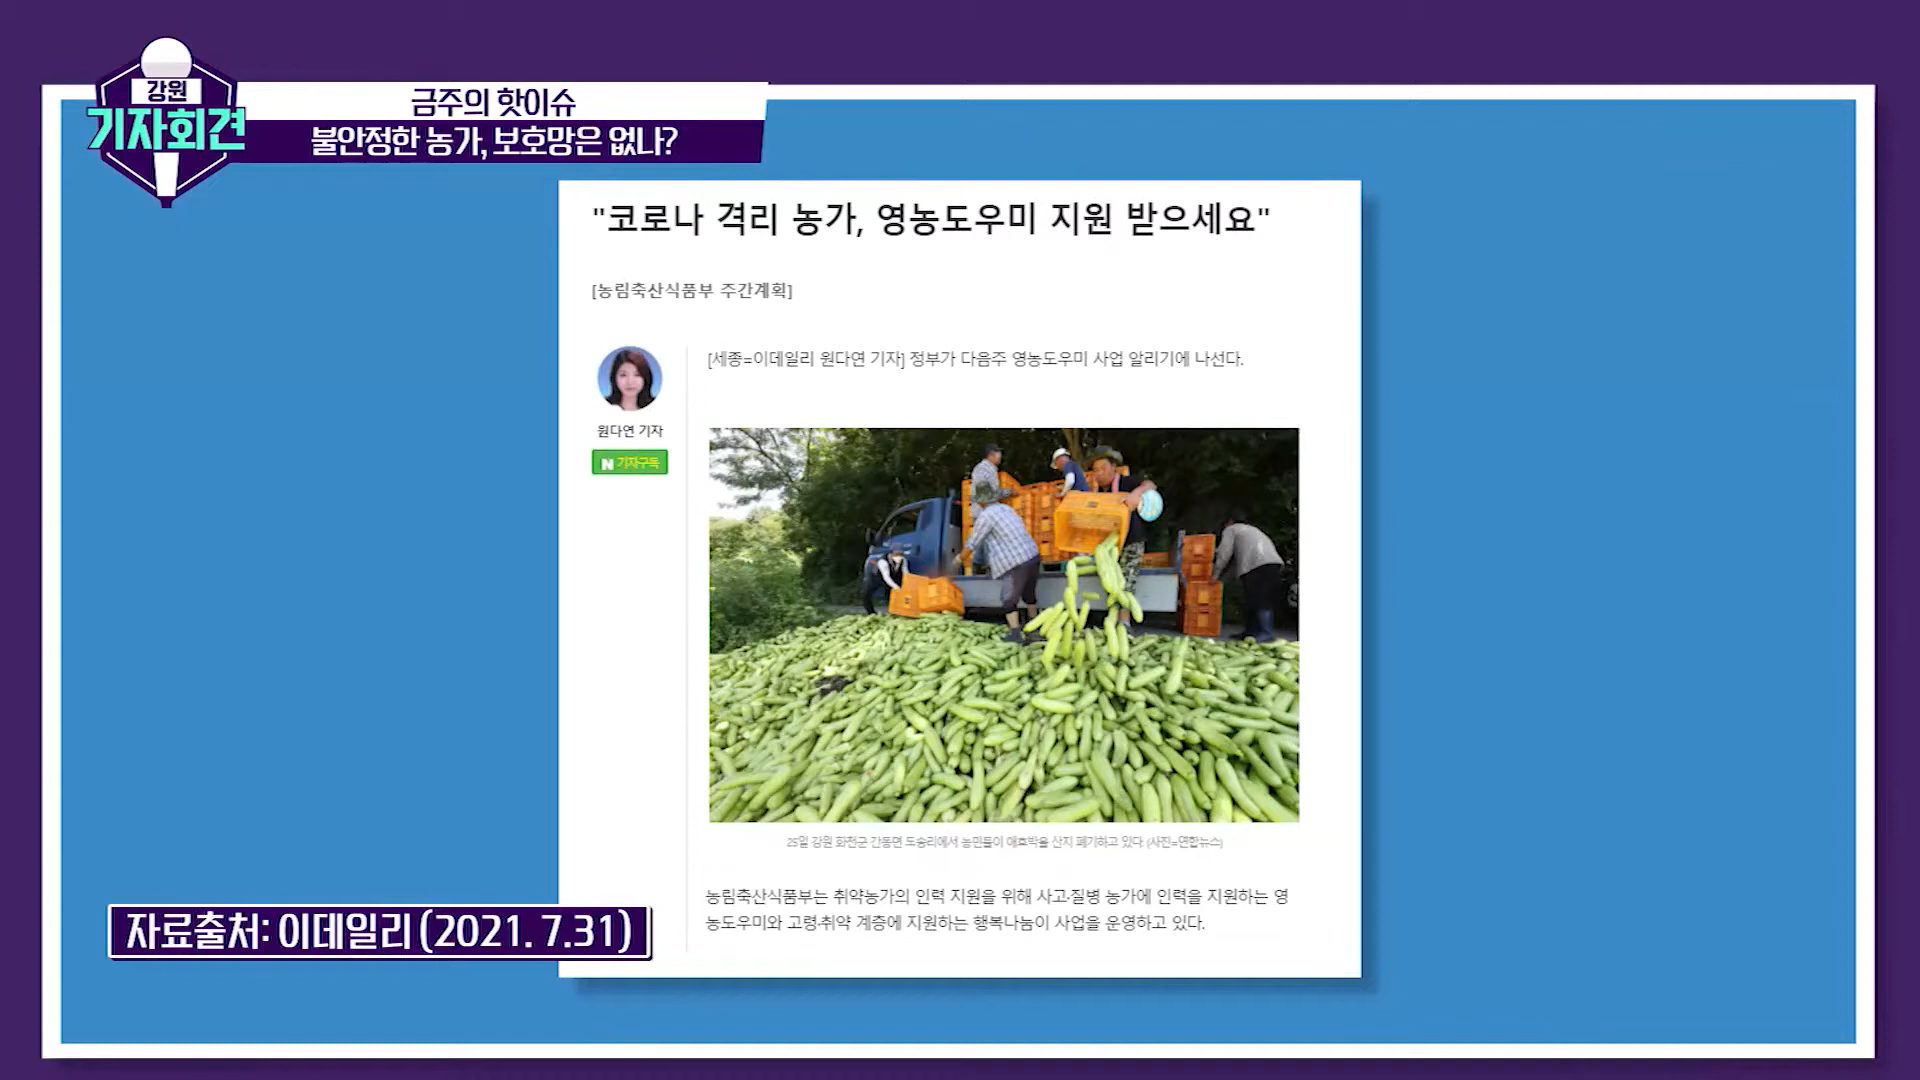 강원
기자회견
금주의 핫이슈
불안정한 농가, 보호망은 없나?
"코로나 격리 농가, 영농도우미 지원 받으세요"
[농림축산식품부 주간계획]
원다연 기자
N 기자구독
[세종=이데일리 원다연 기자] 정부가 다음주 영농도우미 사업 알리기에 나선다.
25일 강원 화천군 간동면 도송리에서 농민들이 애호박을 산지 폐기하고 있다. (사진=연합뉴스)
농림축산식품부는 취약농가의 인력 지원을 위해 사고·질병 농가에 인력을 지원하는 영
농도우미와 고령·취약 계층에 지원하는 행복나눔이 사업을 운영하고 있다.
자료출처: 이데일리 (2021. 7.31)